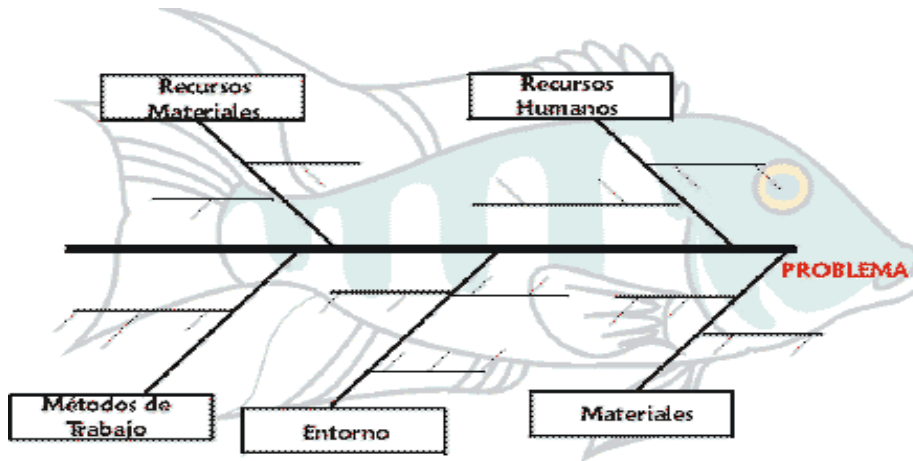 Recursos
Materiales
Recursos
Humanos
PROBLEMA
Métodos de
Trabajo
Entorno
Materiales